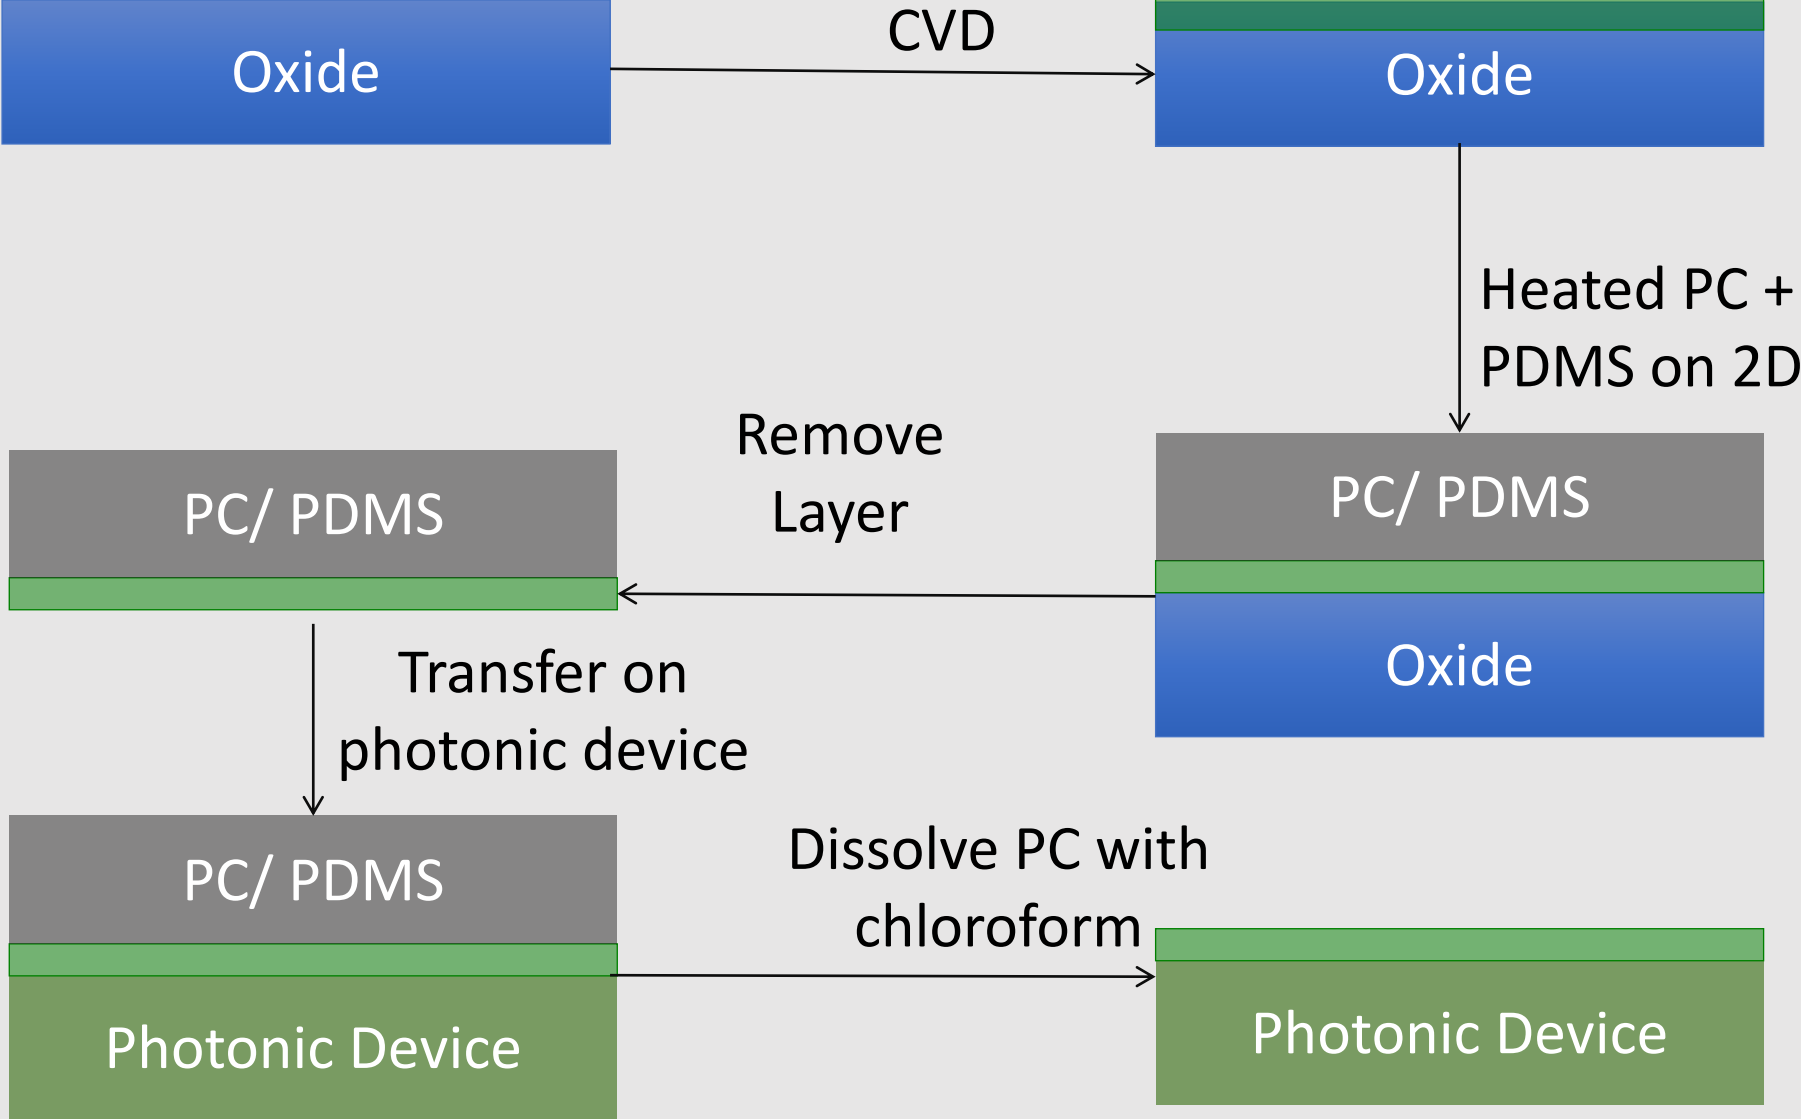 Oxide
CVD
Oxide
Heated PC +
PDMS on 2D
Remove
Layer
PC/ PDMS
PC/ PDMS
Oxide
Transfer on
photonic device
PC/ PDMS
Dissolve PC with
chloroform
Photonic Device
Photonic Device